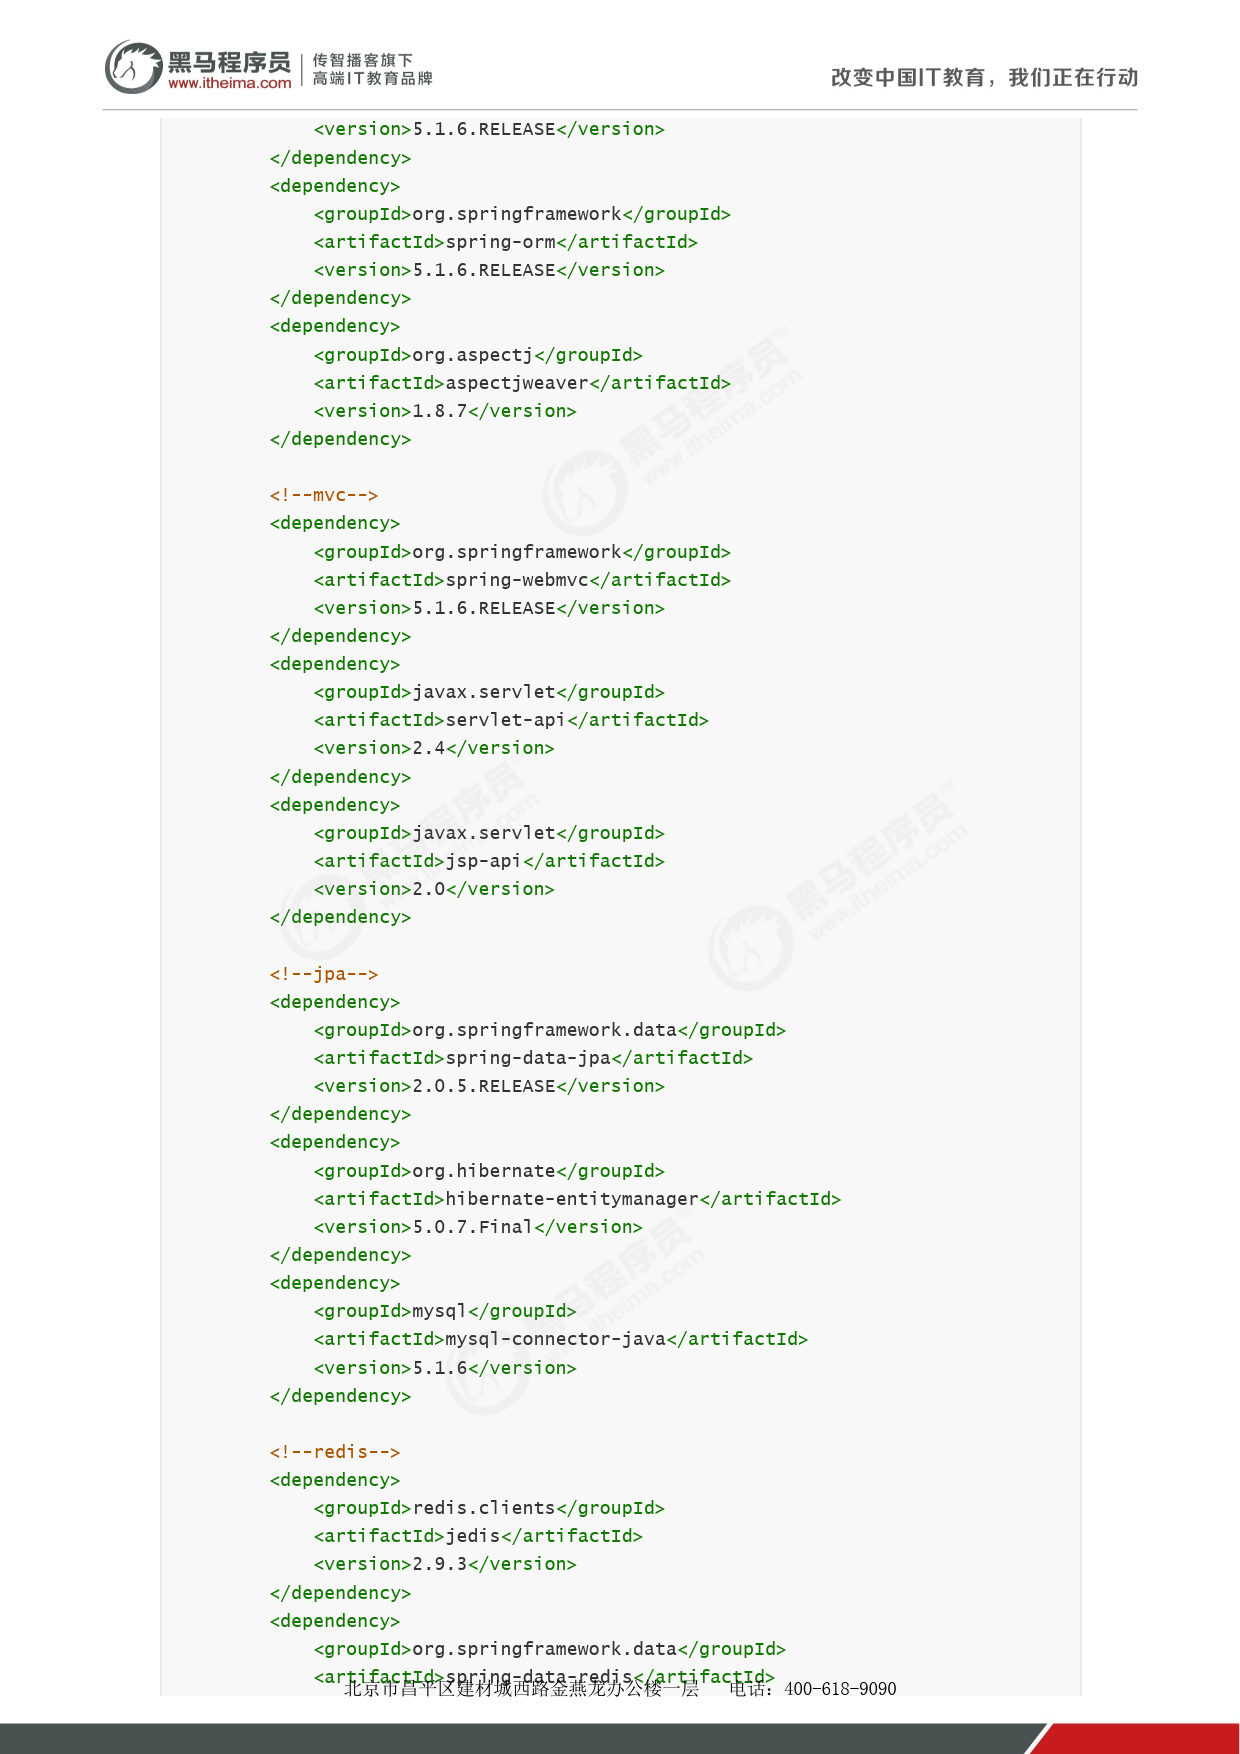 黑马程序员
www.itheima.com
传智播客旗下
高端IT教育品牌
改变中国IT教育，我们正在行动
<version>5.1.6.RELEASE</version>
</dependency>
<dependency>
<groupId>org.springframework</groupId>
<artifactId>spring-orm</artifactId>
<version>5.1.6.RELEASE</version>
</dependency>
<dependency>
<groupId>org.aspectj</groupId>
<artifactId>aspectjweaver</artifactId>
<version>1.8.7</version>
</dependency>
<!--mvc-->
<dependency>
<groupId>org.springframework</groupId>
<artifactId>spring-webmvc</artifactId>
<version>5.1.6.RELEASE</version>
</dependency>
<dependency>
<groupId>javax.servlet</groupId>
<artifactId>servlet-api</artifactId>
<version>2.4</version>
</dependency>
<dependency>
<groupId>javax.servlet</groupId>
<artifactId>jsp-api</artifactId>
<version>2.0</version>
</dependency>
<!--jpa-->
<dependency>
<groupId>org.springframework.data</groupId>
<artifactId>spring-data-jpa</artifactId>
<version>2.0.5.RELEASE</version>
</dependency>
<dependency>
<groupId>org.hibernate</groupId>
<artifactId>hibernate-entitymanager</artifactId>
<version>5.0.7.Final</version>
</dependency>
<dependency>
<groupId>mysql</groupId>
<artifactId>mysql-connector-java</artifactId>
<version>5.1.6</version>
</dependency>
<!--redis-->
<dependency>
<groupId>redis.clients</groupId>
<artifactId>jedis</artifactId>
<version>2.9.3</version>
</dependency>
<dependency>
<groupId>org.springframework.data</groupId>
<artifactId>spring-data-redis</artifactId>
北京市昌平区建材城西路金燕龙办公楼一层 电话：400-618-9090